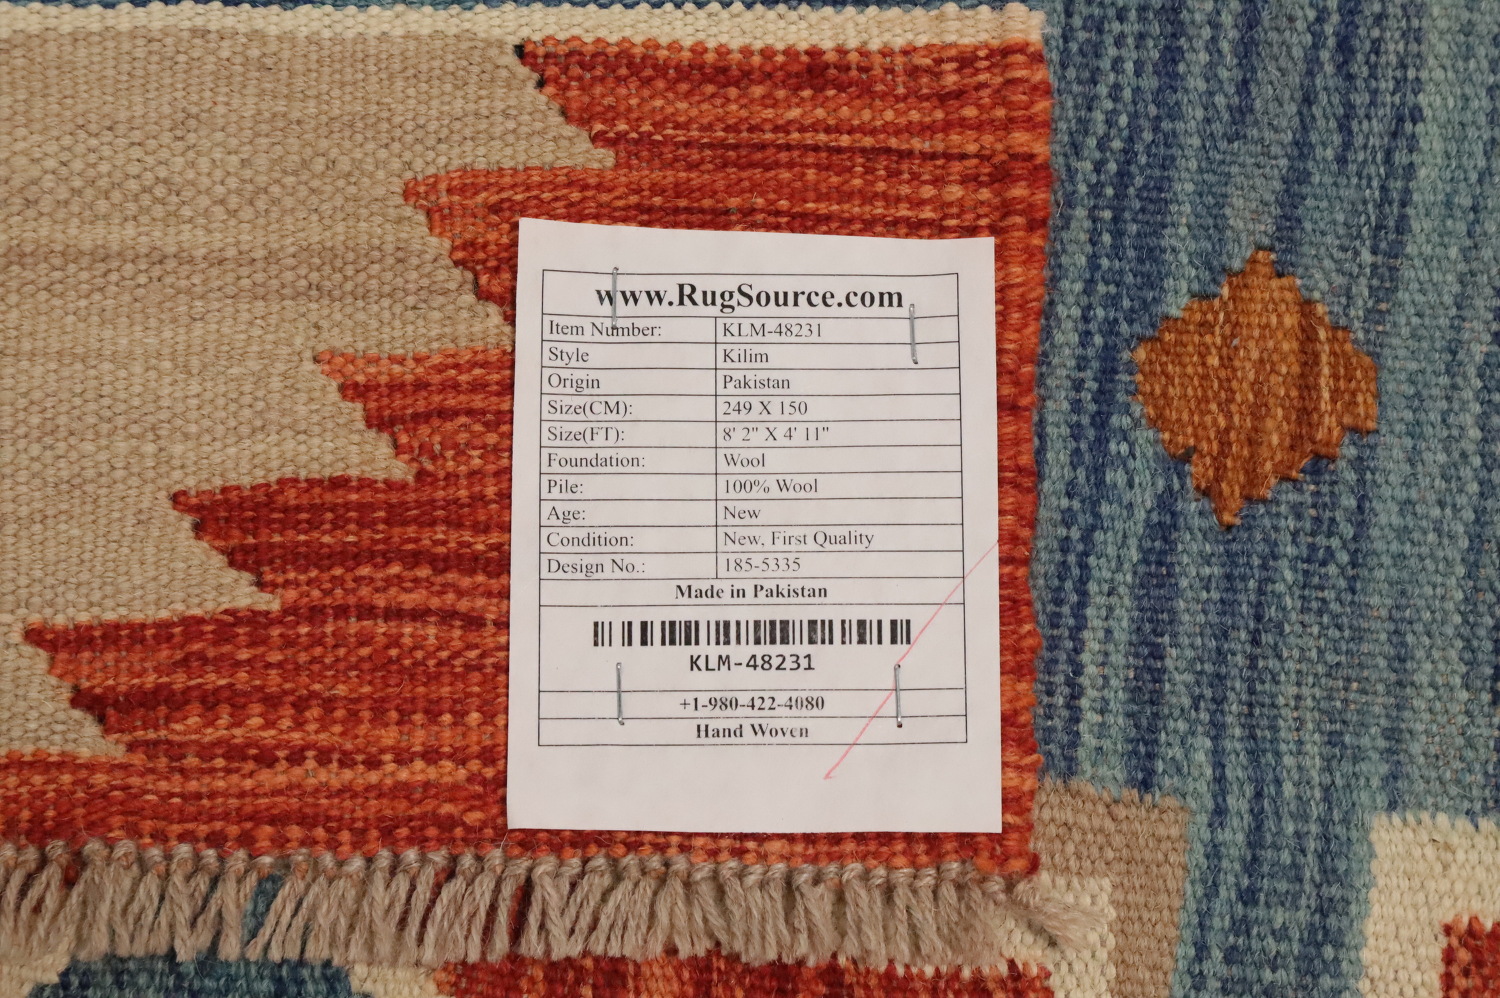 www.RugSource.com
Item Number: KLM-48231
Style Kilim
Origin Pakistan
Size(CM): 249 X 150
Size(FT): 8' 2" X 4' 11"
Foundation: Wool
Pile: 100% Wool
Age: New
Condition: New, First Quality
Design No.: 185-5335
Made in Pakistan
KLM-48231
+1-980-422-4080
Hand Woven